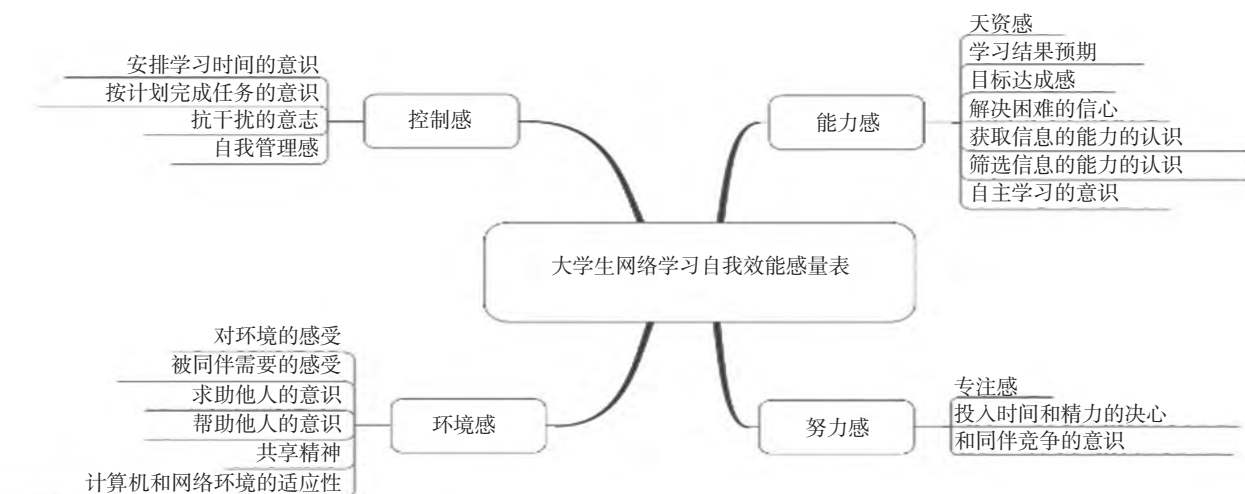 天资感
学习结果预期
目标达成感
解决困难的信心
获取信息的能力的认识
筛选信息的能力的认识
自主学习的意识
能力感
安排学习时间的意识
按计划完成任务的意识
抗干扰的意志
自我管理感
控制感
大学生网络学习自我效能感量表
对环境的感受
被同伴需要的感受
求助他人的意识
帮助他人的意识
共享精神
计算机和网络环境的适应性
环境感
专注感
投入时间和精力的决心
和同伴竞争的意识
努力感